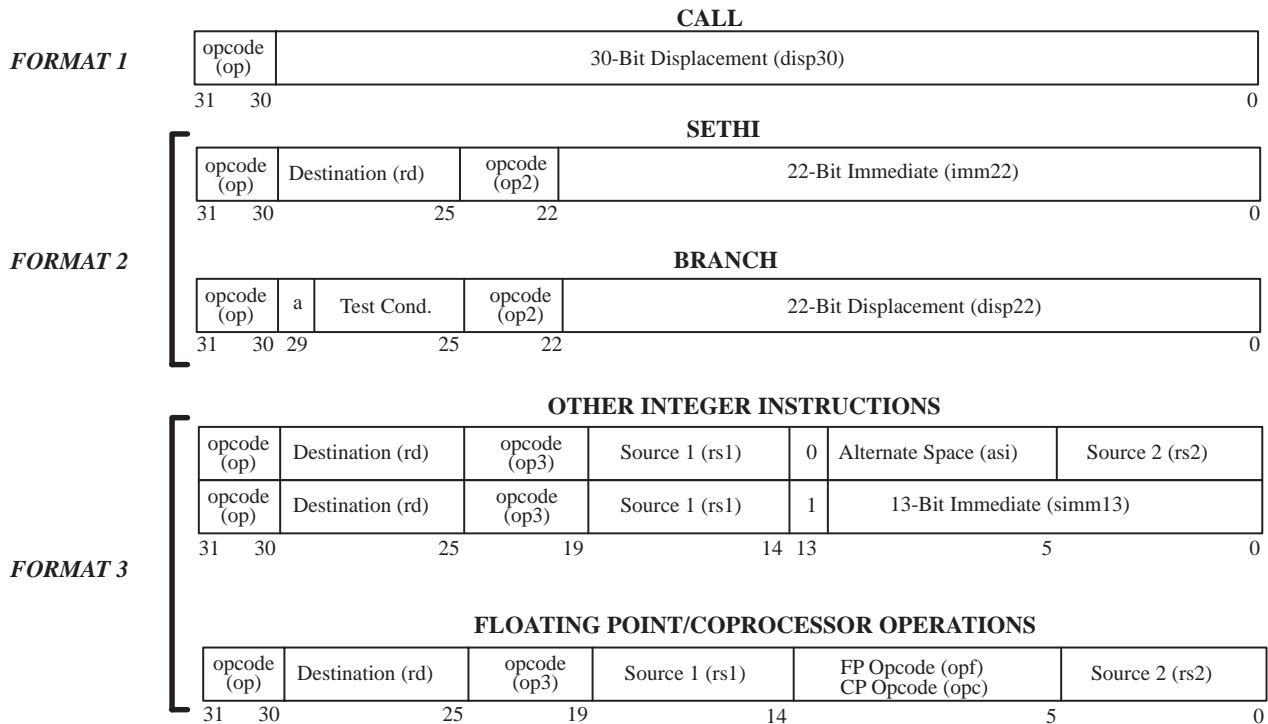 CALL
FORMAT 1
opcode
(op)
30-Bit Displacement (disp30)
31 30 0
SETHI
opcode
(op)
Destination (rd)
opcode
(op2)
22-Bit Immediate (imm22)
31 30 25 22 0
FORMAT 2
BRANCH
opcode
(op)
a
Test Cond.
opcode
(op2)
22-Bit Displacement (disp22)
31 30 29 25 22 0
OTHER INTEGER INSTRUCTIONS
opcode
(op)
Destination (rd)
opcode
(op3)
Source 1 (rs1)
0
Alternate Space (asi)
Source 2 (rs2)
opcode
(op)
Destination (rd)
opcode
(op3)
Source 1 (rs1)
1
13-Bit Immediate (simm13)
31 30 25 19 14 13 5 0
FORMAT 3
FLOATING POINT/COPROCESSOR OPERATIONS
opcode
(op)
Destination (rd)
opcode
(op3)
Source 1 (rs1)
FP Opcode (opf)
CP Opcode (opc)
Source 2 (rs2)
31 30 25 19 14 5 0